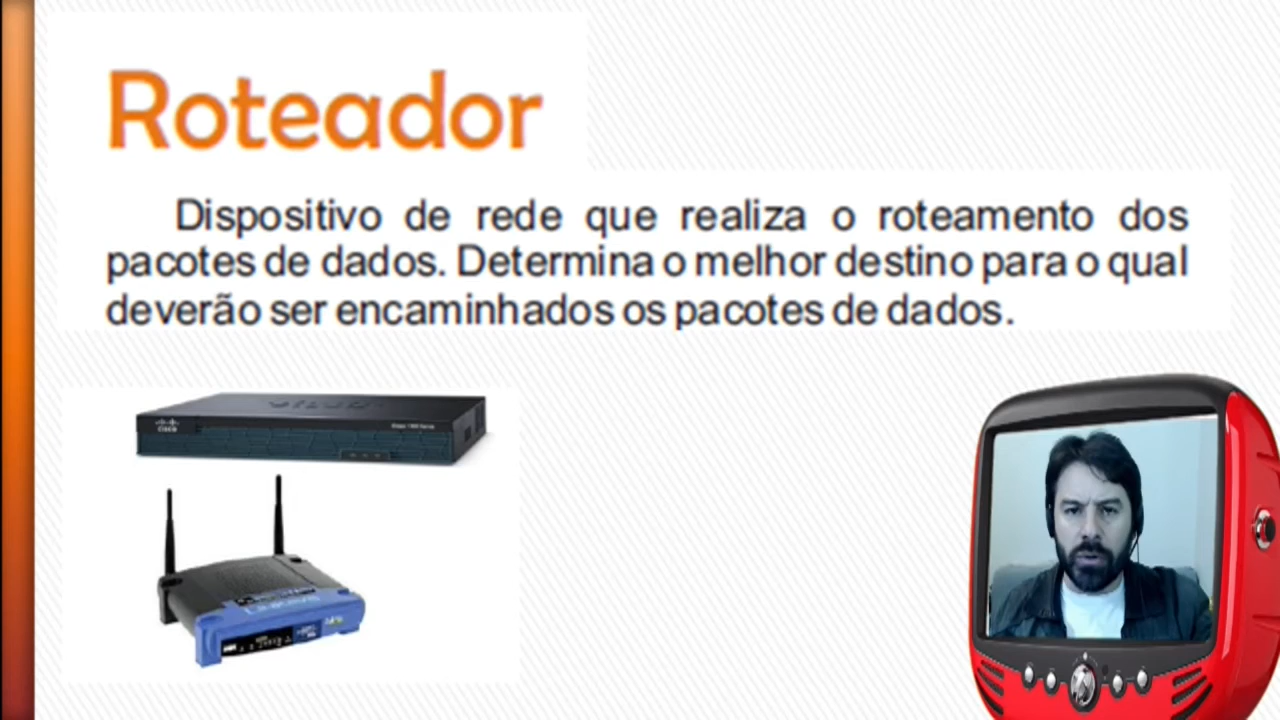 Roteador
Dispositivo de rede que realiza o roteamento dos
pacotes de dados. Determina o melhor destino para o qual
deverão ser encaminhados os pacotes de dados.
CISCO